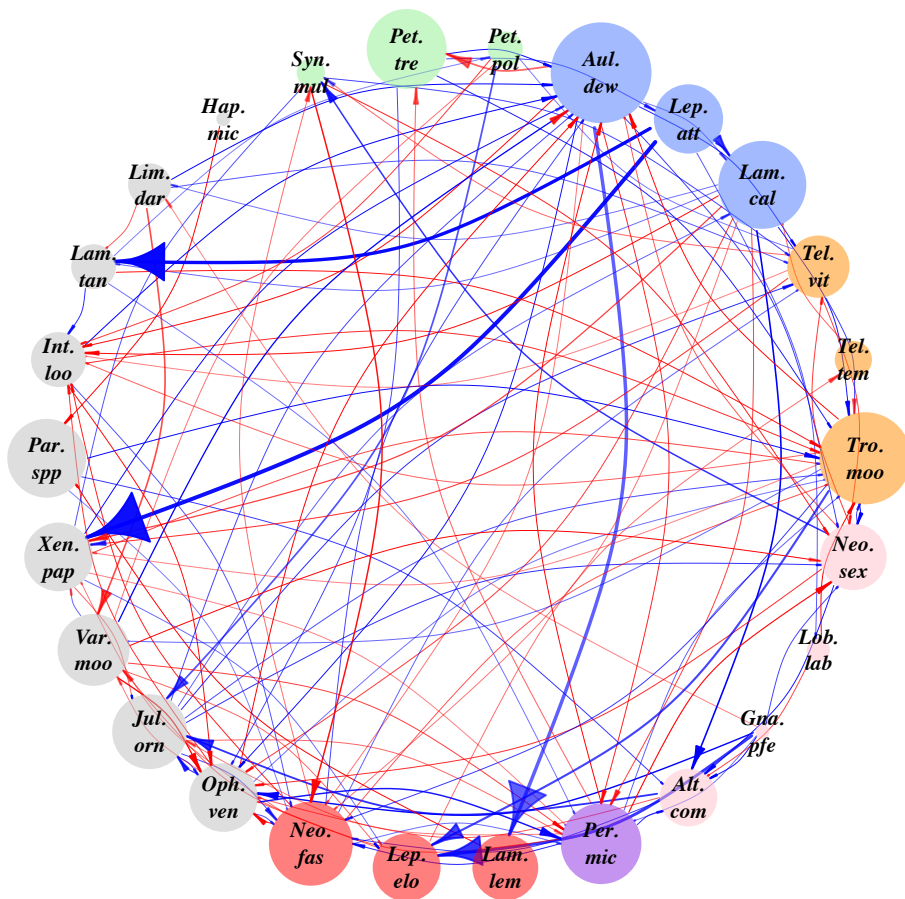 Pet.
tre
Pet.
pol
Aul.
dew
Lep.
att
Lam.
cal
Tel.
vit
Tel.
tem
Tro.
moo
Neo.
sex
Lob.
lab
Gna.
pfe
Alt.
com
Per.
mic
Lam.
lem
Lep.
elo
Neo.
fas
Oph.
ven
Jul.
orn
Var.
moo
Xen.
pap
Par.
spp
Int.
loo
Lam.
tan
Lim.
dar
Hap.
mic
Syn.
mul